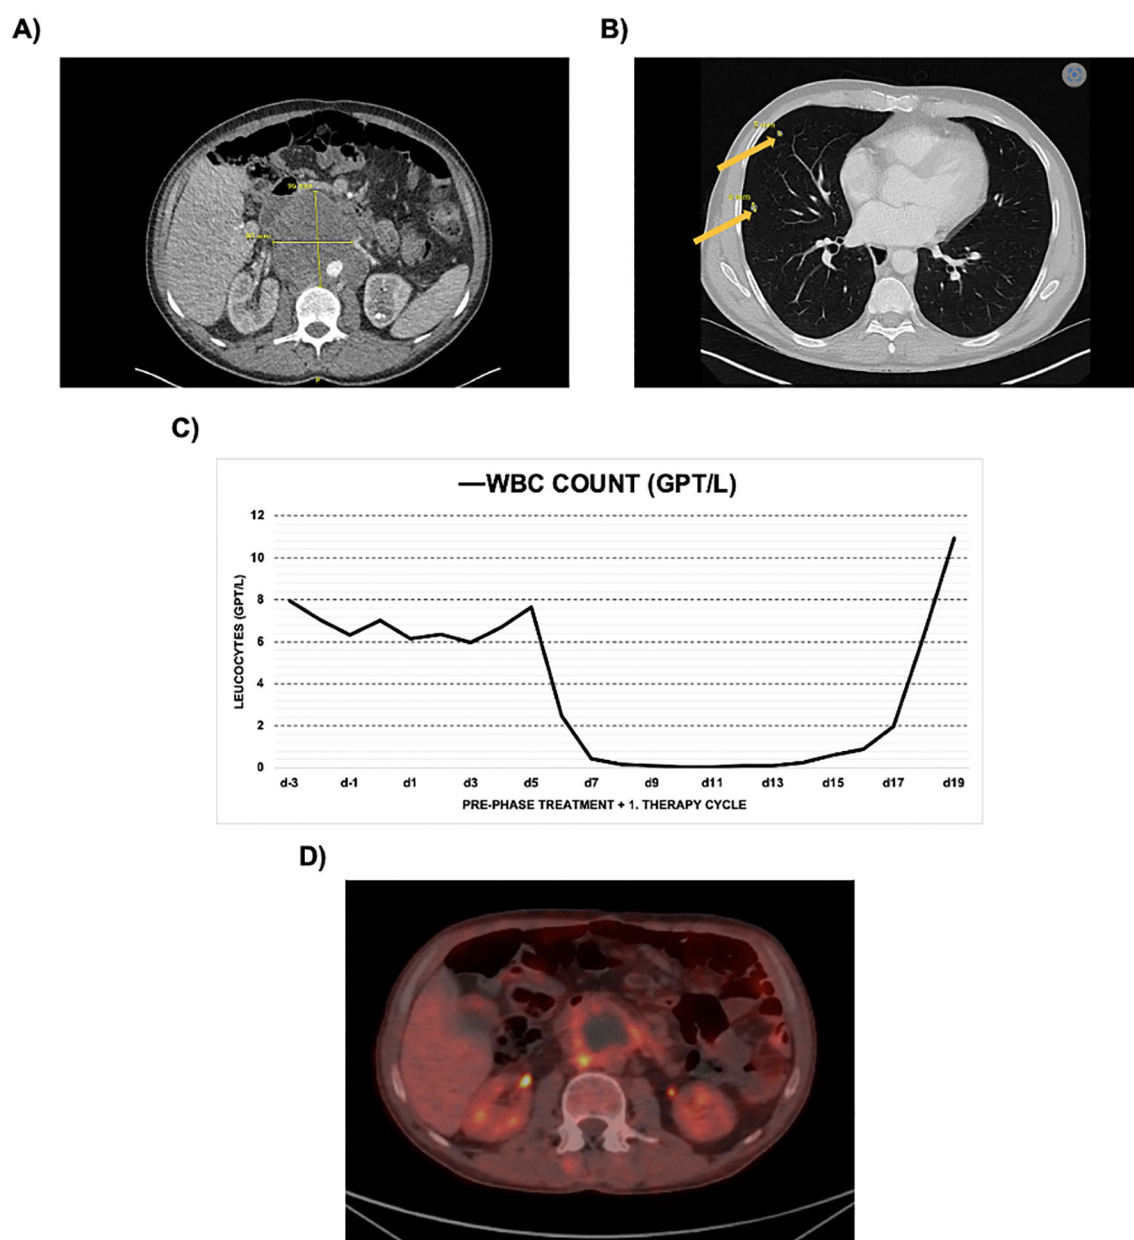 A)
B)
C)
—WBC COUNT (GPT/L)
12
10
8
6
4
2
0
LEUCOCYTES (GPT/L)
d-3 d-1 d1 d3 d5 d7 d9 d11 d13 d15 d17 d19
PRE-PHASE TREATMENT + 1. THERAPY CYCLE
D)